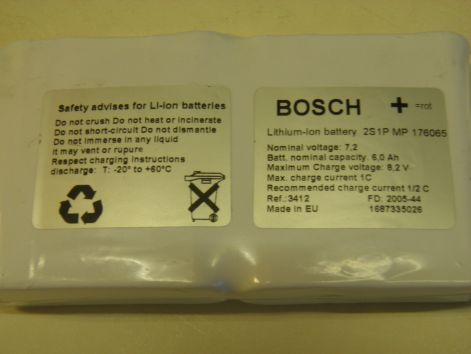 Safety advises for Li-ion batteries
Do not crush Do not heat or incinerate
Do not short-circuit Do not dismantle
Do not immerse in any liquid
it may vent or rupure
Respect charging instructions
discharge: T: -20° to +60°C
BOSCH + =rot
Lithium-ion battery 2S1P MP 176065
Nominal voltage: 7,2
Batt. nominal capacity. 6,0 Ah
Maximum Charge voltage: 8,2 V
Max. charge current 1C
Recommended charge current 1/2 C
Ref.:3412 FD: 2005-44
Made in EU 1687335026